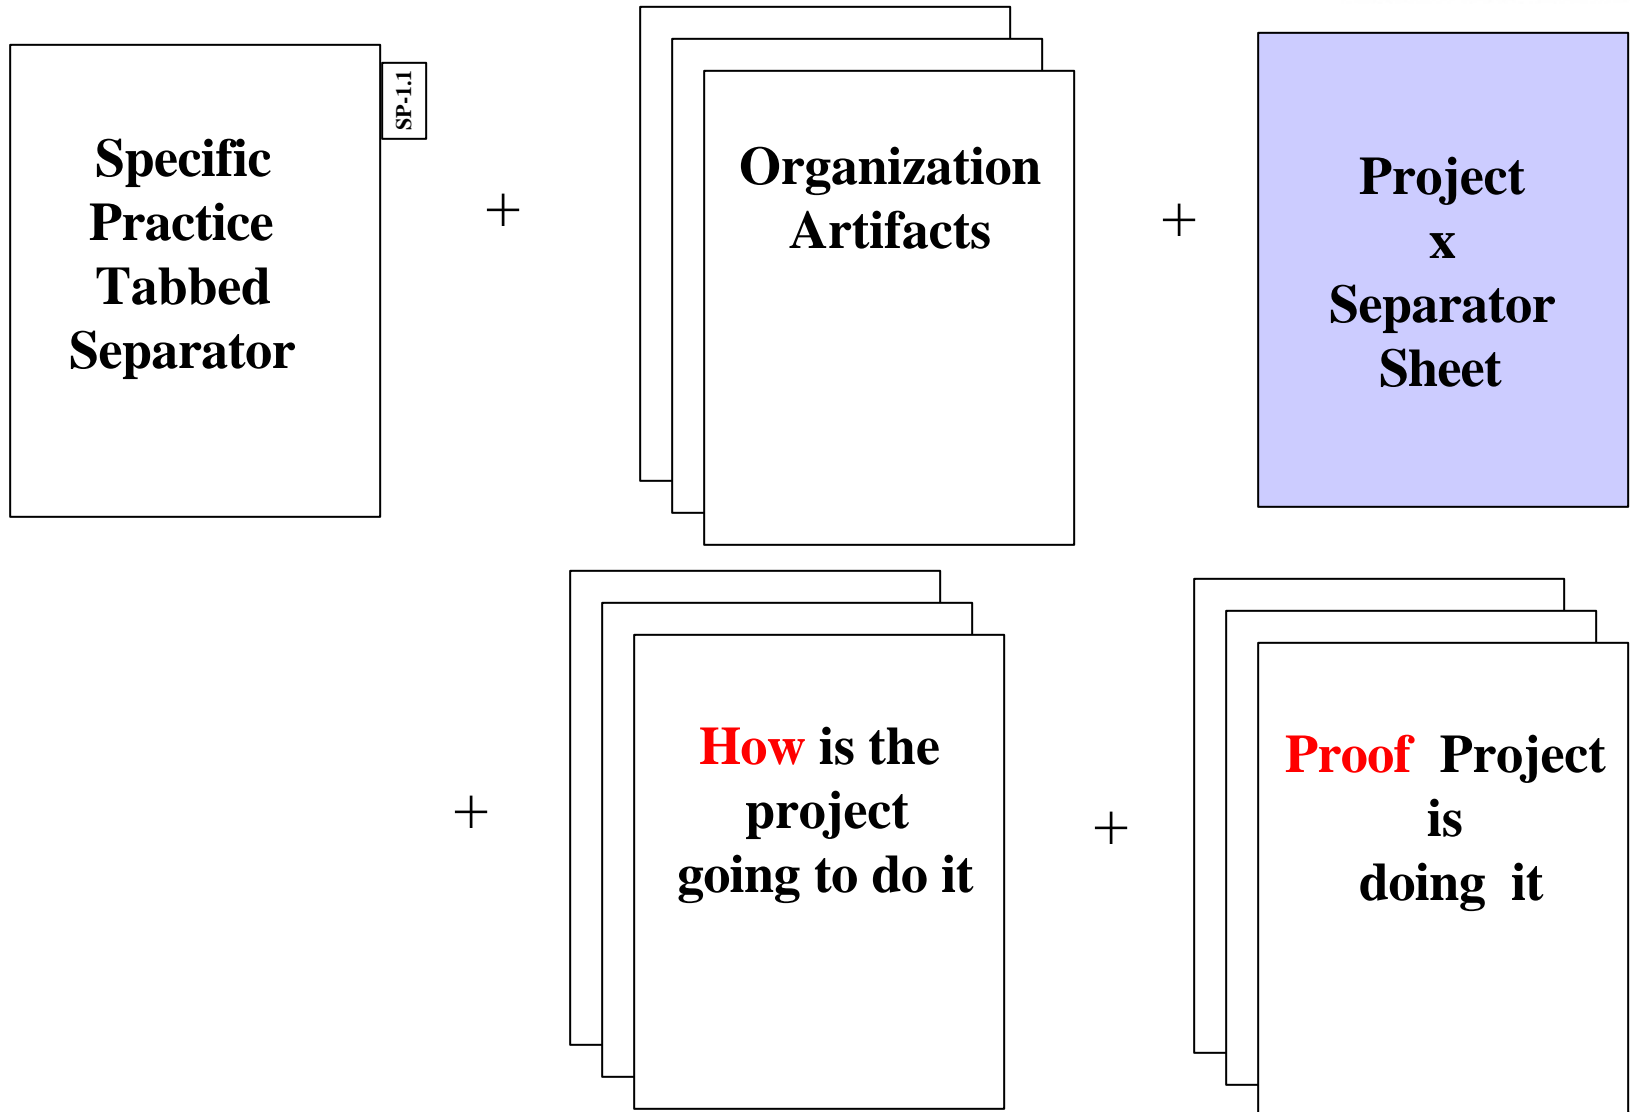 Specific
Practice
Tabbed
Separator
SP-1.1
+
Organization
Artifacts
+
Project
x
Separator
Sheet
+
How is the
project
going to do it
+
Proof Project
is
doing it